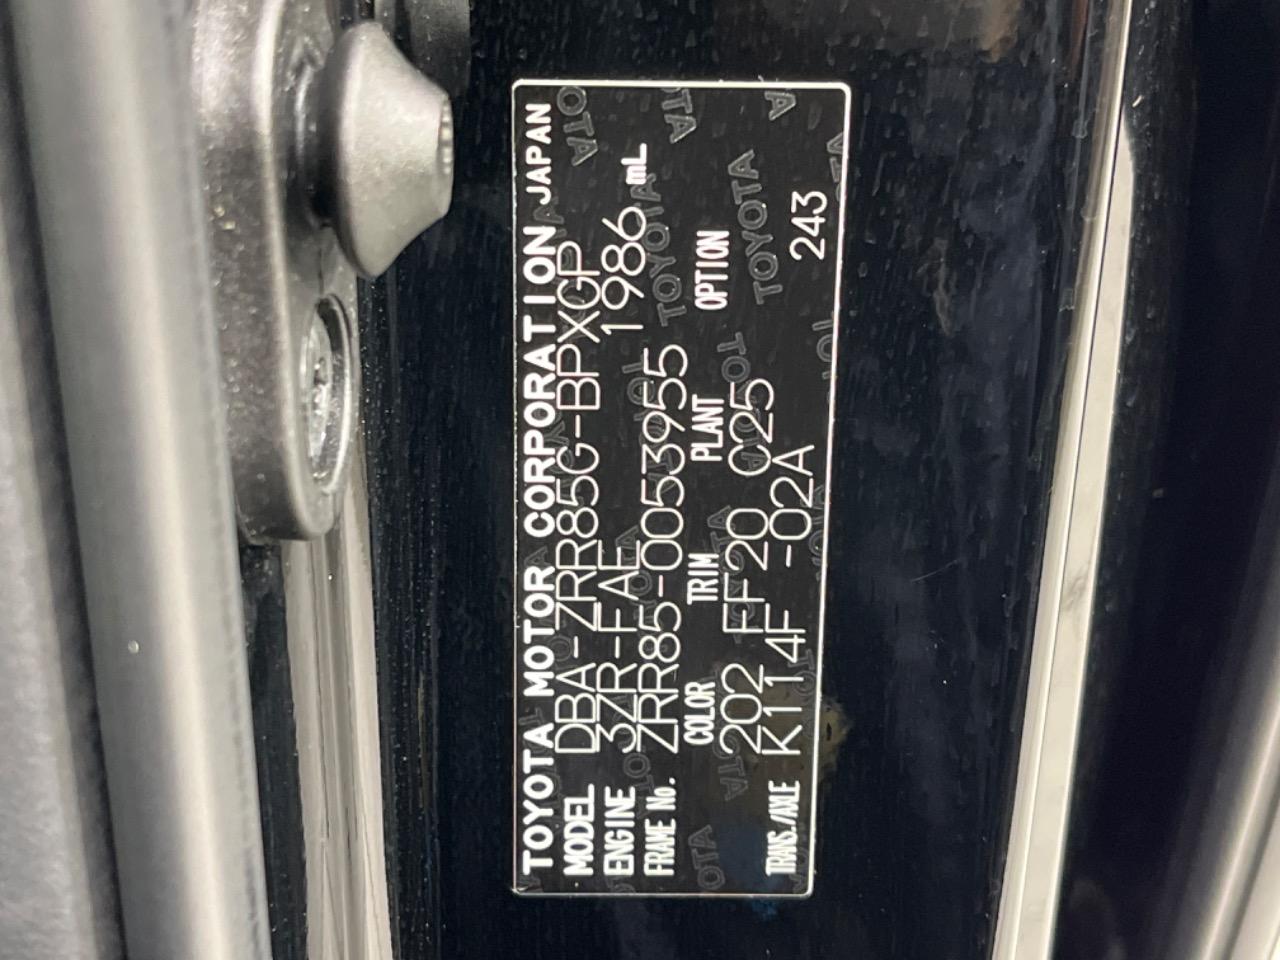 TOYOTA MOTOR CORPORATION JAPAN
MODEL DBA-ZRR85G-BPXGP
ENGINE 3ZR-FAE 1986 mL
FRAME No. ZRR85-0053955
COLOR TRIM PLANT OPTION
202 FF20 C25
TRANS./AXLE K114F -02A 243